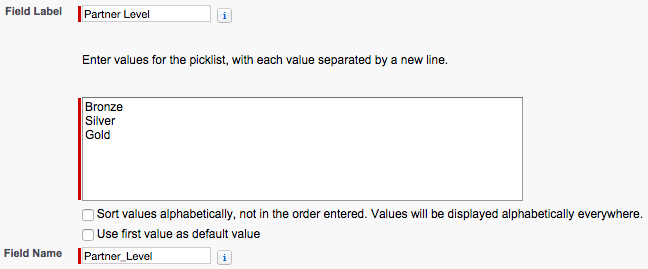 Field Label Partner Level i
Enter values for the picklist, with each value separated by a new line.
Bronze
Silver
Gold
Sort values alphabetically, not in the order entered. Values will be displayed alphabetically everywhere.
Use first value as default value
Field Name Partner_Level i